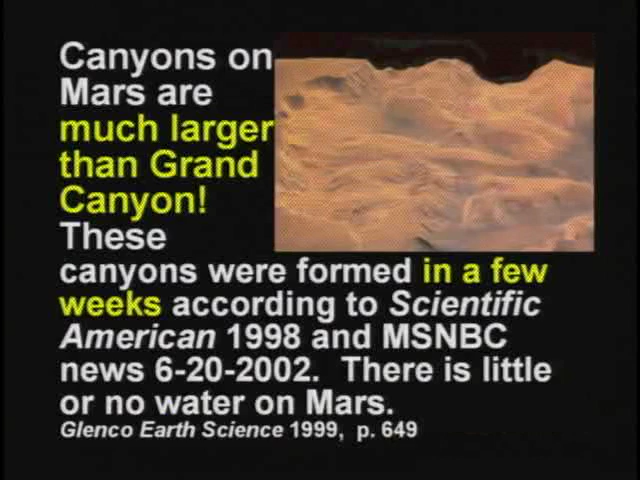 Canyons on
Mars are
much larger
than Grand
Canyon!
These
canyons were formed in a few
weeks according to Scientific
American 1998 and MSNBC
news 6-20-2002.  There is little
or no water on Mars.
Glenco Earth Science 1999,  p. 649